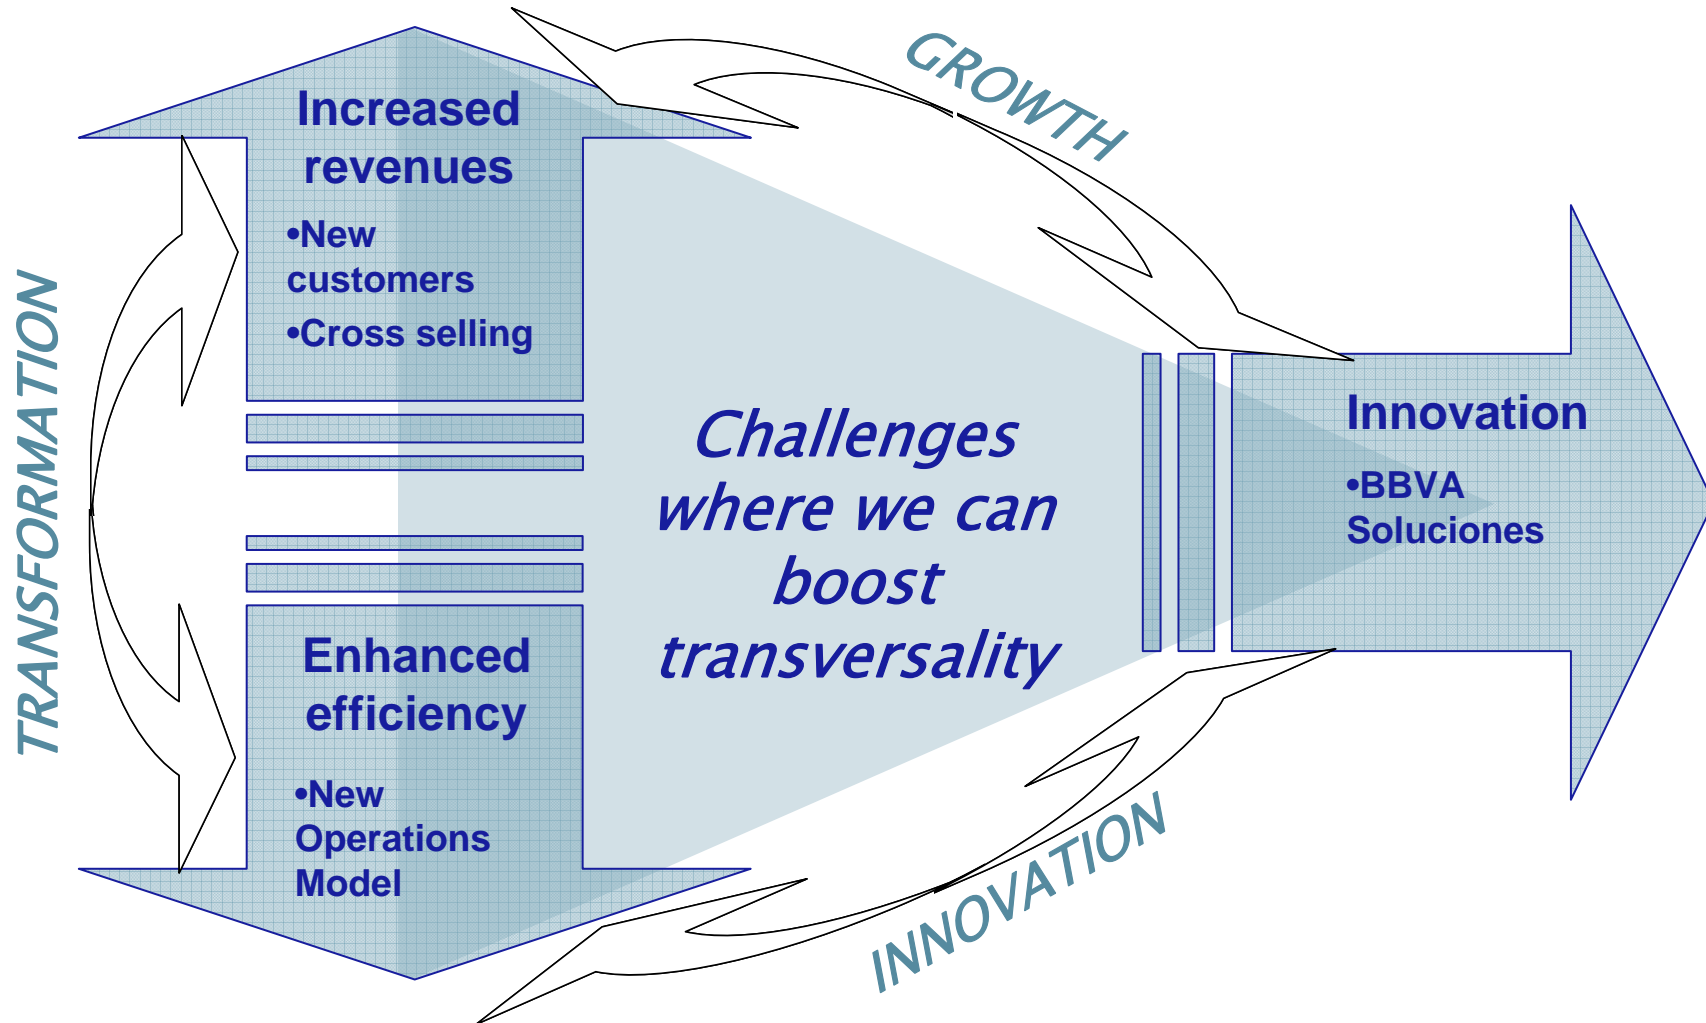 GROWTH
Increased
revenues
•New
customers
•Cross selling
TRANSFORMATION
Challenges
where we can
boost
transversality
Innovation
•BBVA
Soluciones
Enhanced
efficiency
•New
Operations
Model
INNOVATION